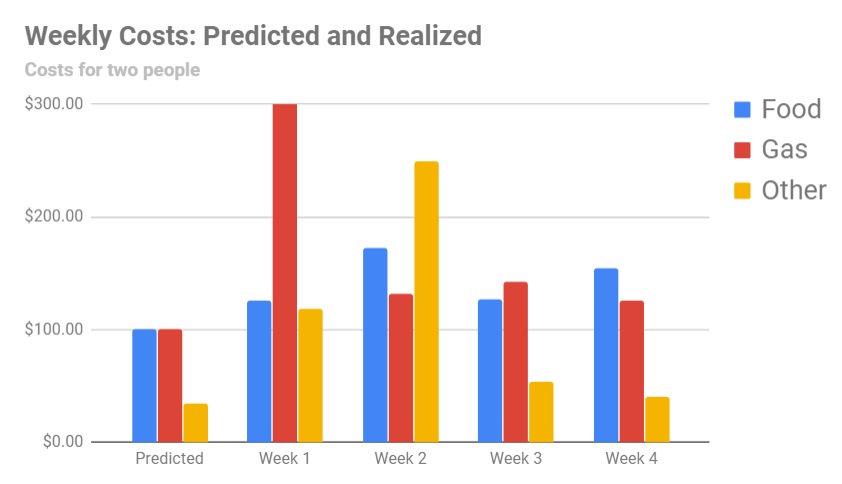 Weekly Costs: Predicted and Realized
Costs for two people
$300.00
$200.00
$100.00
$0.00
Predicted
Week 1
Week 2
Week 3
Week 4
Food
Gas
Other